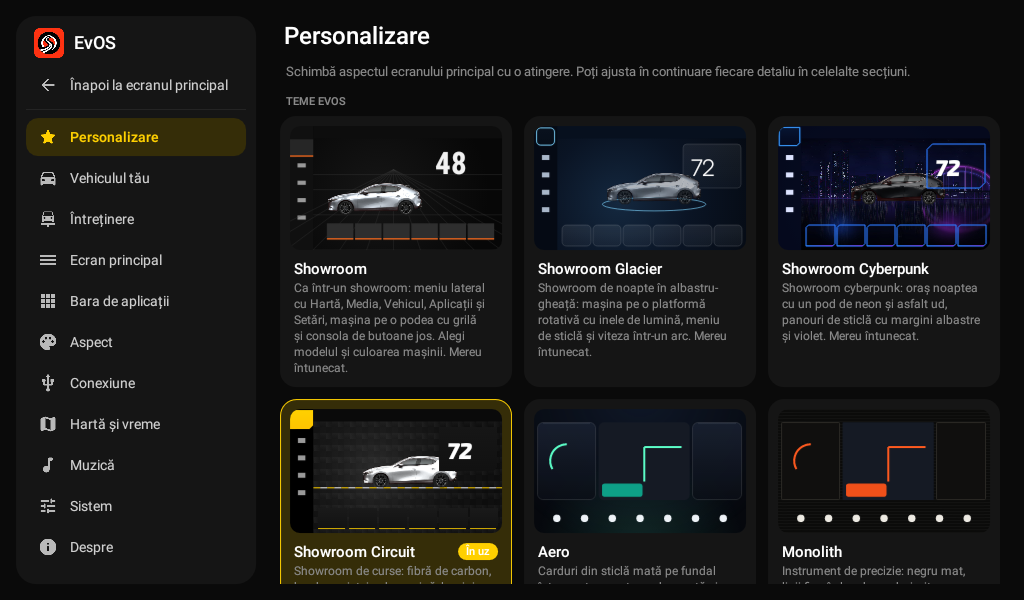 EvOS
Înapoi la ecranul principal
Personalizare
Vehiculul tău
Întreținere
Ecran principal
Bara de aplicații
Aspect
Conexiune
Hartă și vreme
Muzică
Sistem
Despre
Personalizare
Schimbă aspectul ecranului principal cu o atingere. Poți ajusta în continuare fiecare detaliu în celelalte secțiuni.
TEME EVOS
48
Showroom
Ca într-un showroom: meniu lateral
cu Hartă, Media, Vehicul, Aplicații și
Setări, mașina pe o podea cu grilă
și consola de butoane jos. Alegi
modelul și culoarea mașinii. Mereu
întunecat.
72
Showroom Glacier
Showroom de noapte în albastru-
gheață: mașina pe o platformă
rotativă cu inele de lumină, meniu
de sticlă și viteza într-un arc. Mereu
întunecat.
72
Showroom Cyberpunk
Showroom cyberpunk: oraș noaptea
cu un pod de neon și asfalt ud,
panouri de sticlă cu margini albastre
și violet. Mereu întunecat.
72
Showroom Circuit
În uz
Showroom de curse: fibră de carbon,
Aero
Carduri din sticlă mată pe fundal
Monolith
Instrument de precizie: negru mat,